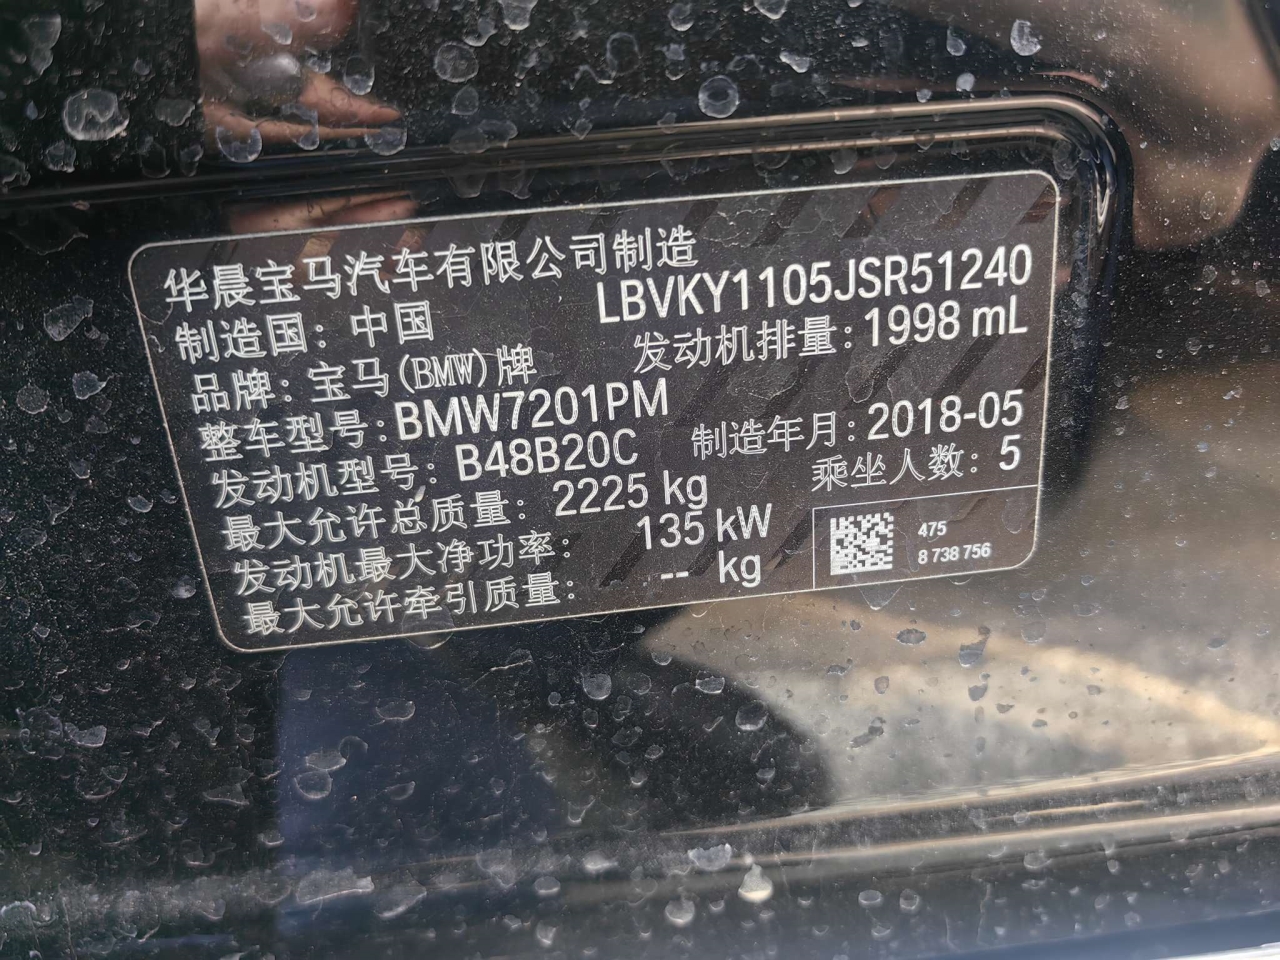 华晨宝马汽车有限公司制造
制造国：中国 LBVKY1105JSR51240
品牌：宝马(BMW)牌 发动机排量：1998 mL
整车型号：BMW7201PM
发动机型号：B48B20C 制造年月：2018-05
最大允许总质量：2225 kg 乘坐人数：5
发动机最大净功率：135 kW
最大允许牵引质量：-- kg
475
8 738 756